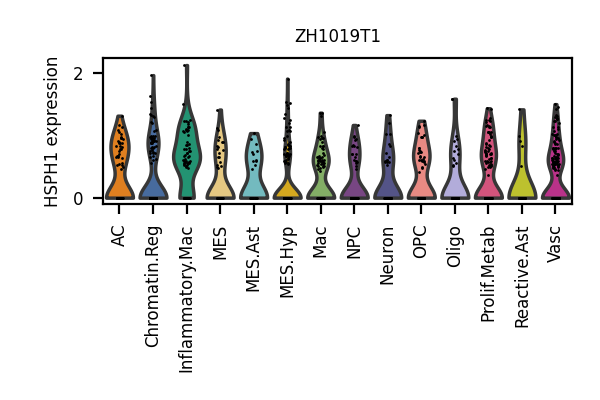 ZH1019T1
HSPH1 expression
2
0
AC
Chromatin.Reg
Inflammatory.Mac
MES
MES.Ast
MES.Hyp
Mac
NPC
Neuron
OPC
Oligo
Prolif.Metab
Reactive.Ast
Vasc